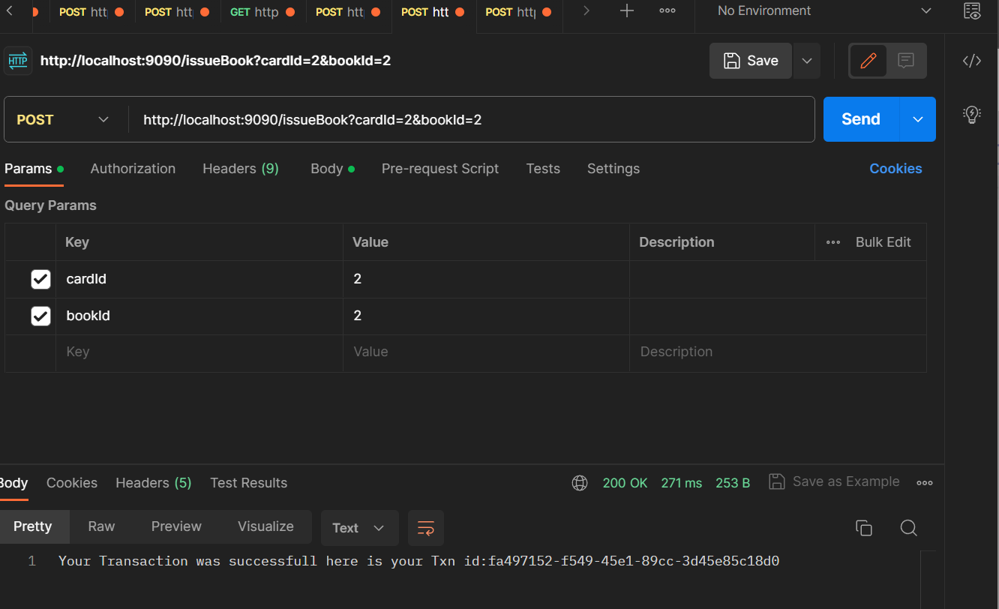 POST htt POST htt GET http POST htt POST htt POST htt No Environment
HTTP http://localhost:9090/issueBook?cardId=2&bookId=2 Save
POST http://localhost:9090/issueBook?cardId=2&bookId=2 Send
Params Authorization Headers (9) Body Pre-request Script Tests Settings Cookies
Query Params
Key Value Description Bulk Edit
cardId 2
bookId 2
Key Value Description
Body Cookies Headers (5) Test Results 200 OK 271 ms 253 B Save as Example
Pretty Raw Preview Visualize Text
1 Your Transaction was successfull here is your Txn id:fa497152-f549-45e1-89cc-3d45e85c18d0